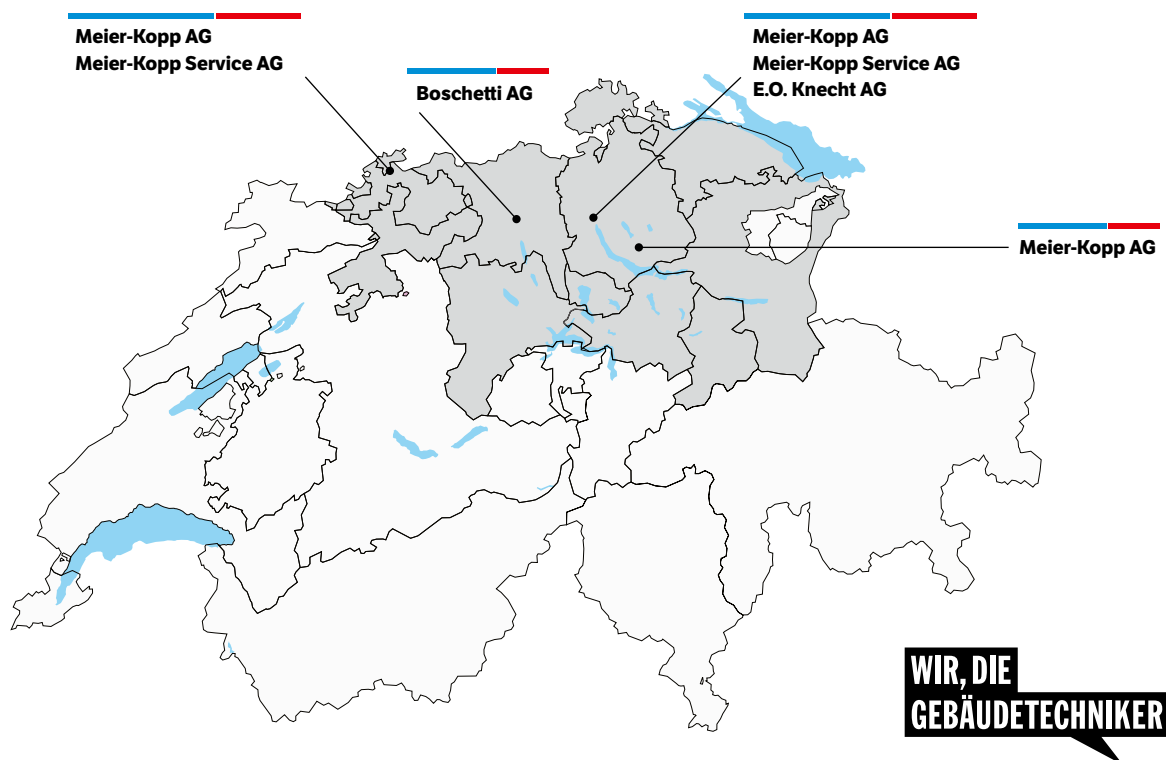 Meier-Kopp AG
Meier-Kopp Service AG
Boschetti AG
Meier-Kopp AG
Meier-Kopp Service AG
E.O. Knecht AG
Meier-Kopp AG
WIR, DIE
GEBÄUDETECHNIKER